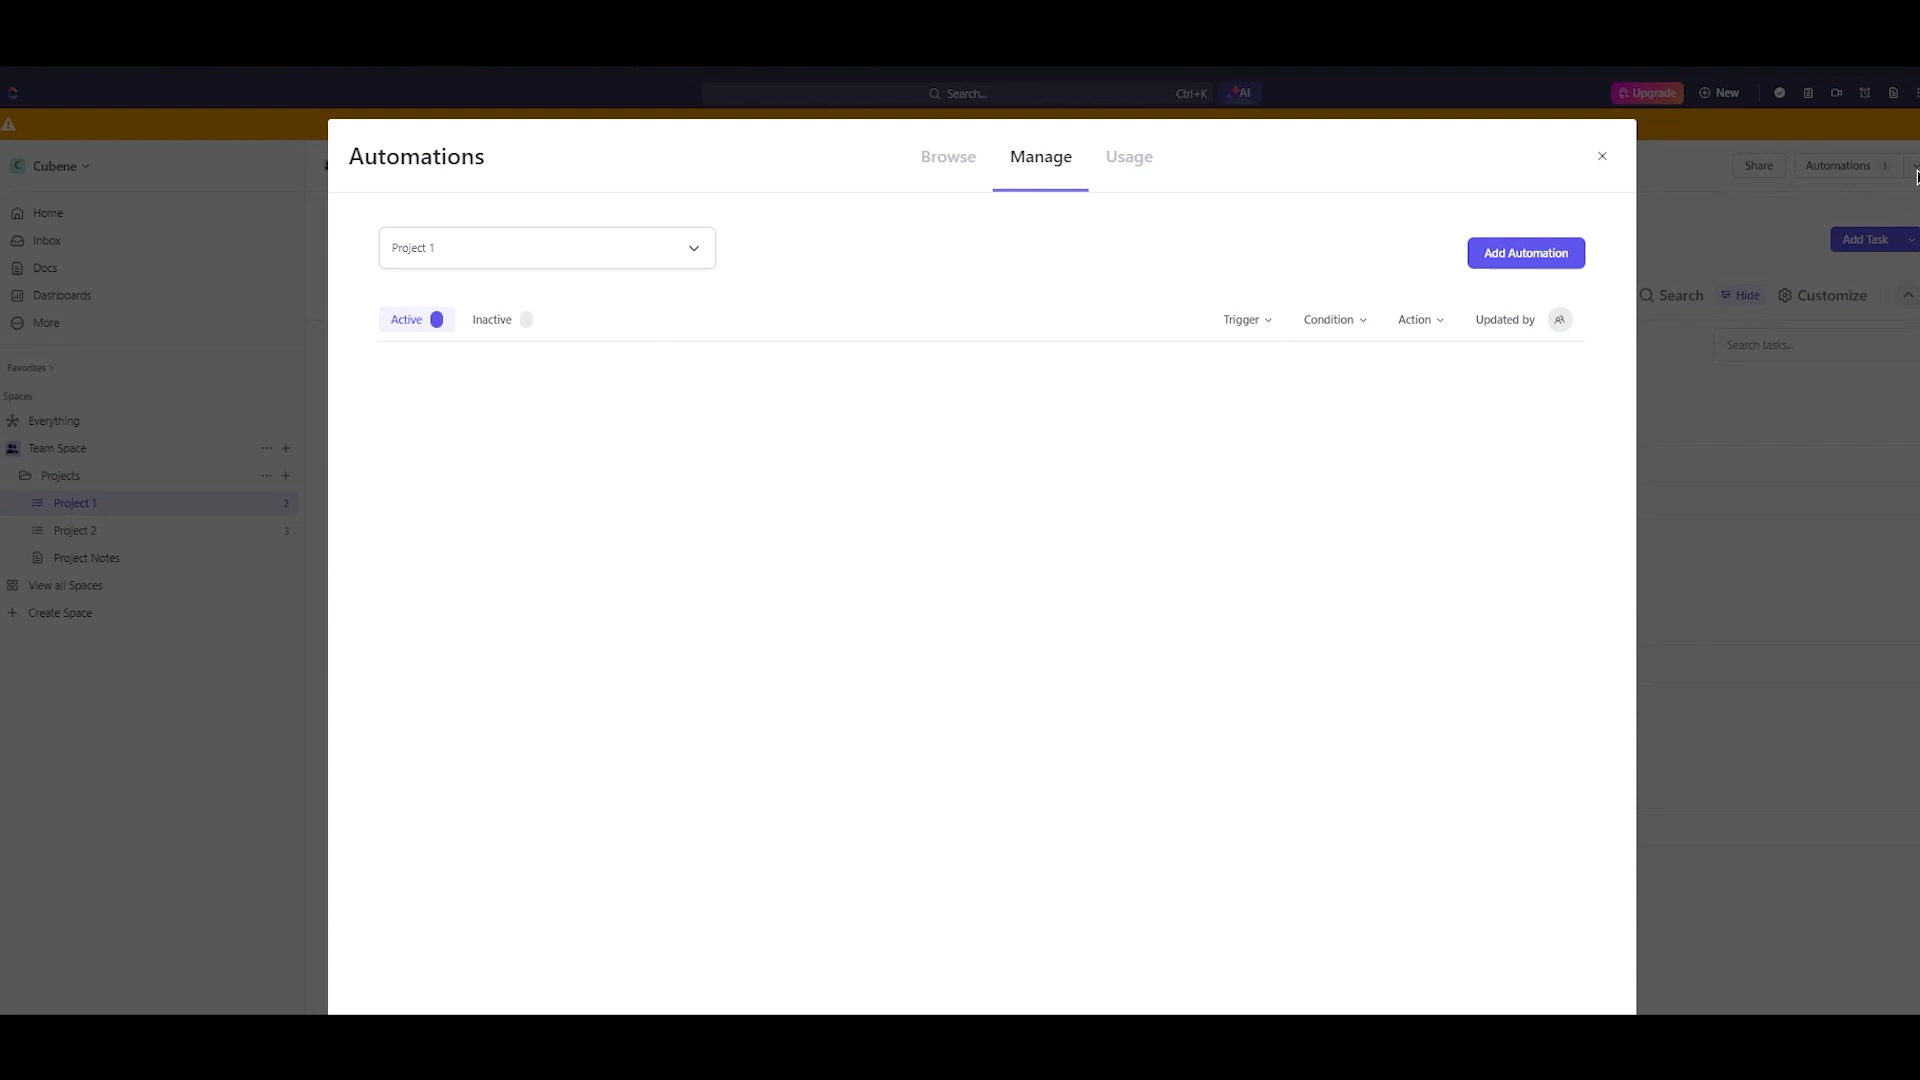 Search... Ctrl+K AI Upgrade New
C Cubene
Automations Browse Manage Usage
Share Automations 1
Home
Inbox
Docs
Dashboards
More
Project 1
Add Automation
Add Task
Search Hide Customize
Active Inactive Trigger Condition Action Updated by
Search tasks...
Favorites
Spaces
Everything
Team Space
Projects
Project 1 2
Project 2 3
Project Notes
View all Spaces
Create Space